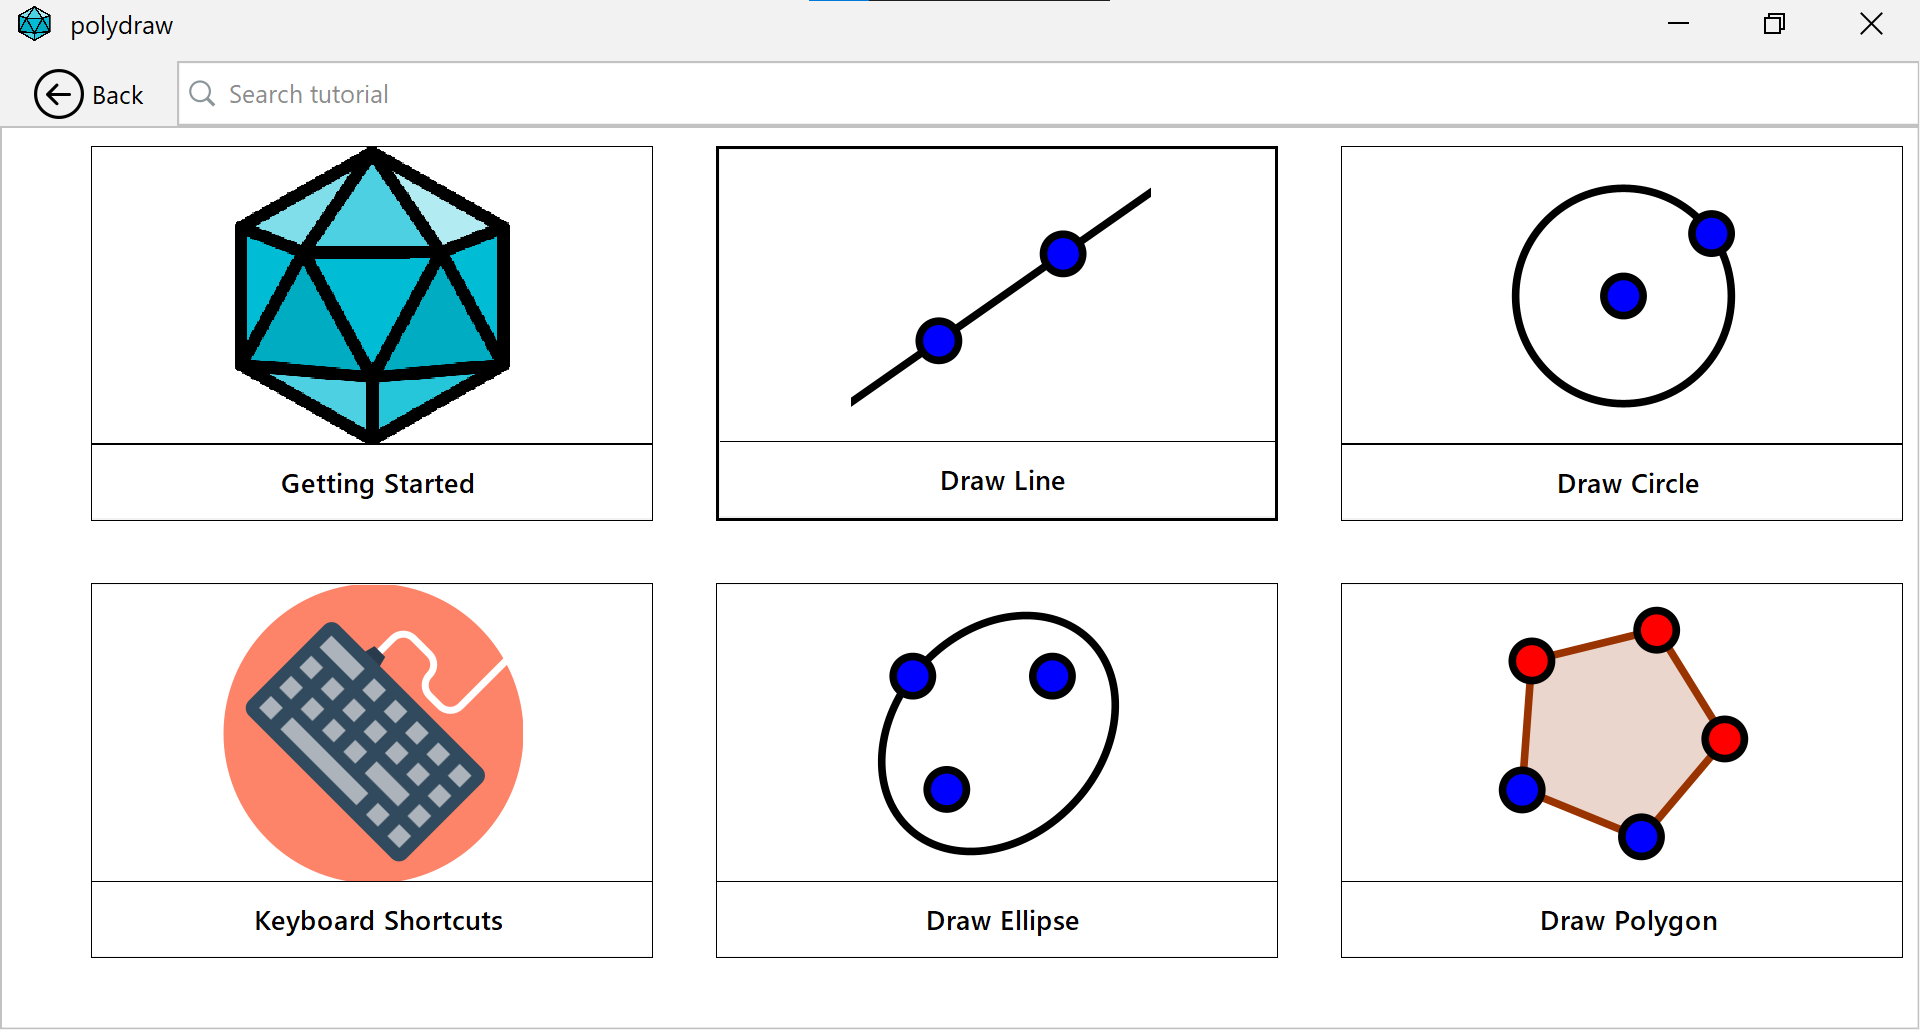 polydraw
Back
Search tutorial
Getting Started
Draw Line
Draw Circle
Keyboard Shortcuts
Draw Ellipse
Draw Polygon